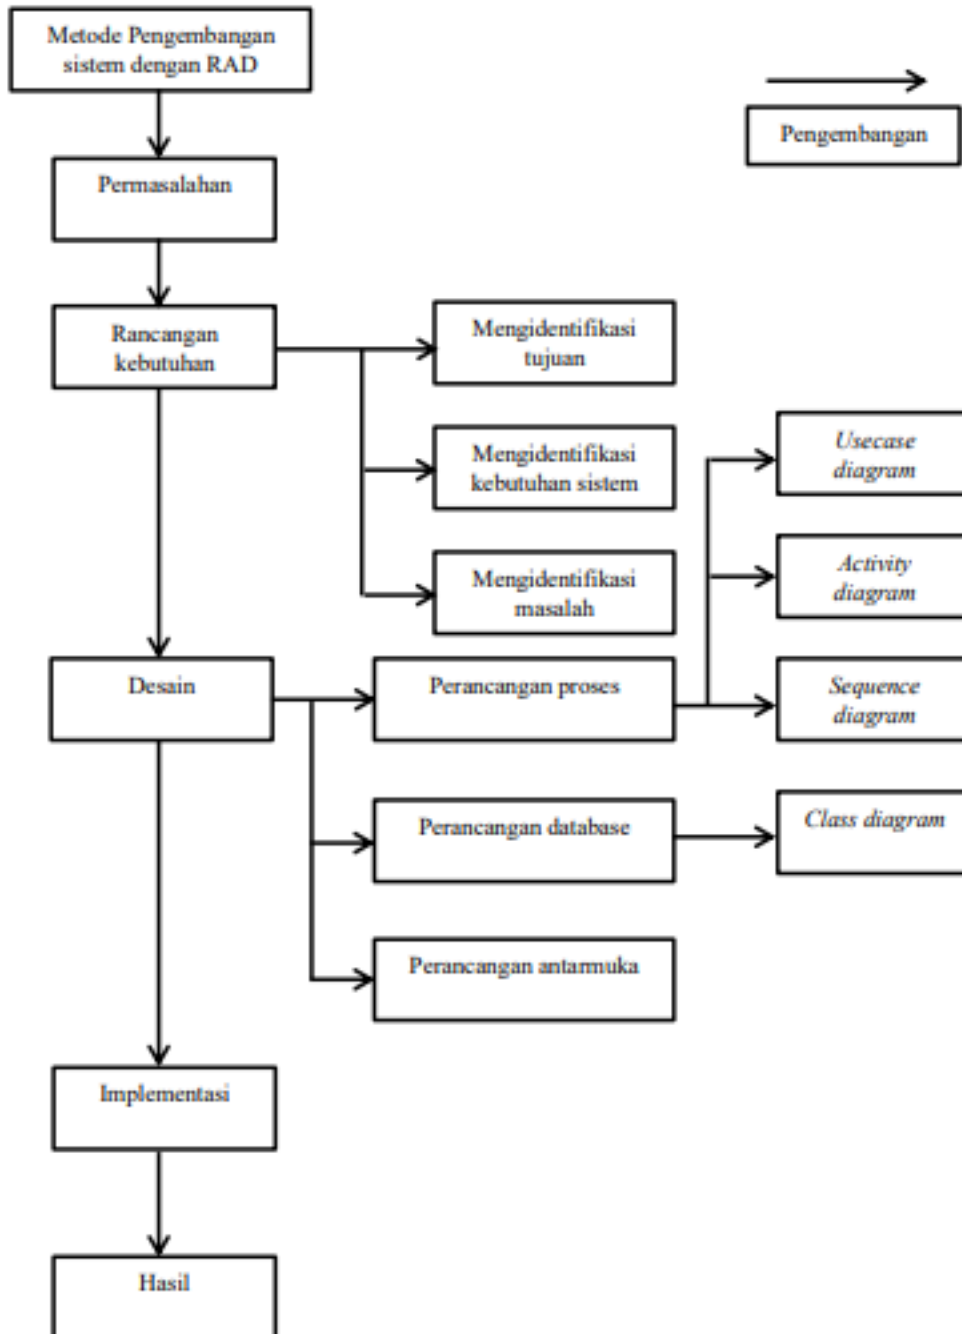 Metode Pengembangan
sistem dengan RAD
Pengembangan
Permasalahan
Rancangan
kebutuhan
Mengidentifikasi
tujuan
Mengidentifikasi
kebutuhan sistem
Mengidentifikasi
masalah
Usecase
diagram
Activity
diagram
Desain
Perancangan proses
Sequence
diagram
Perancangan database
Class diagram
Perancangan antarmuka
Implementasi
Hasil